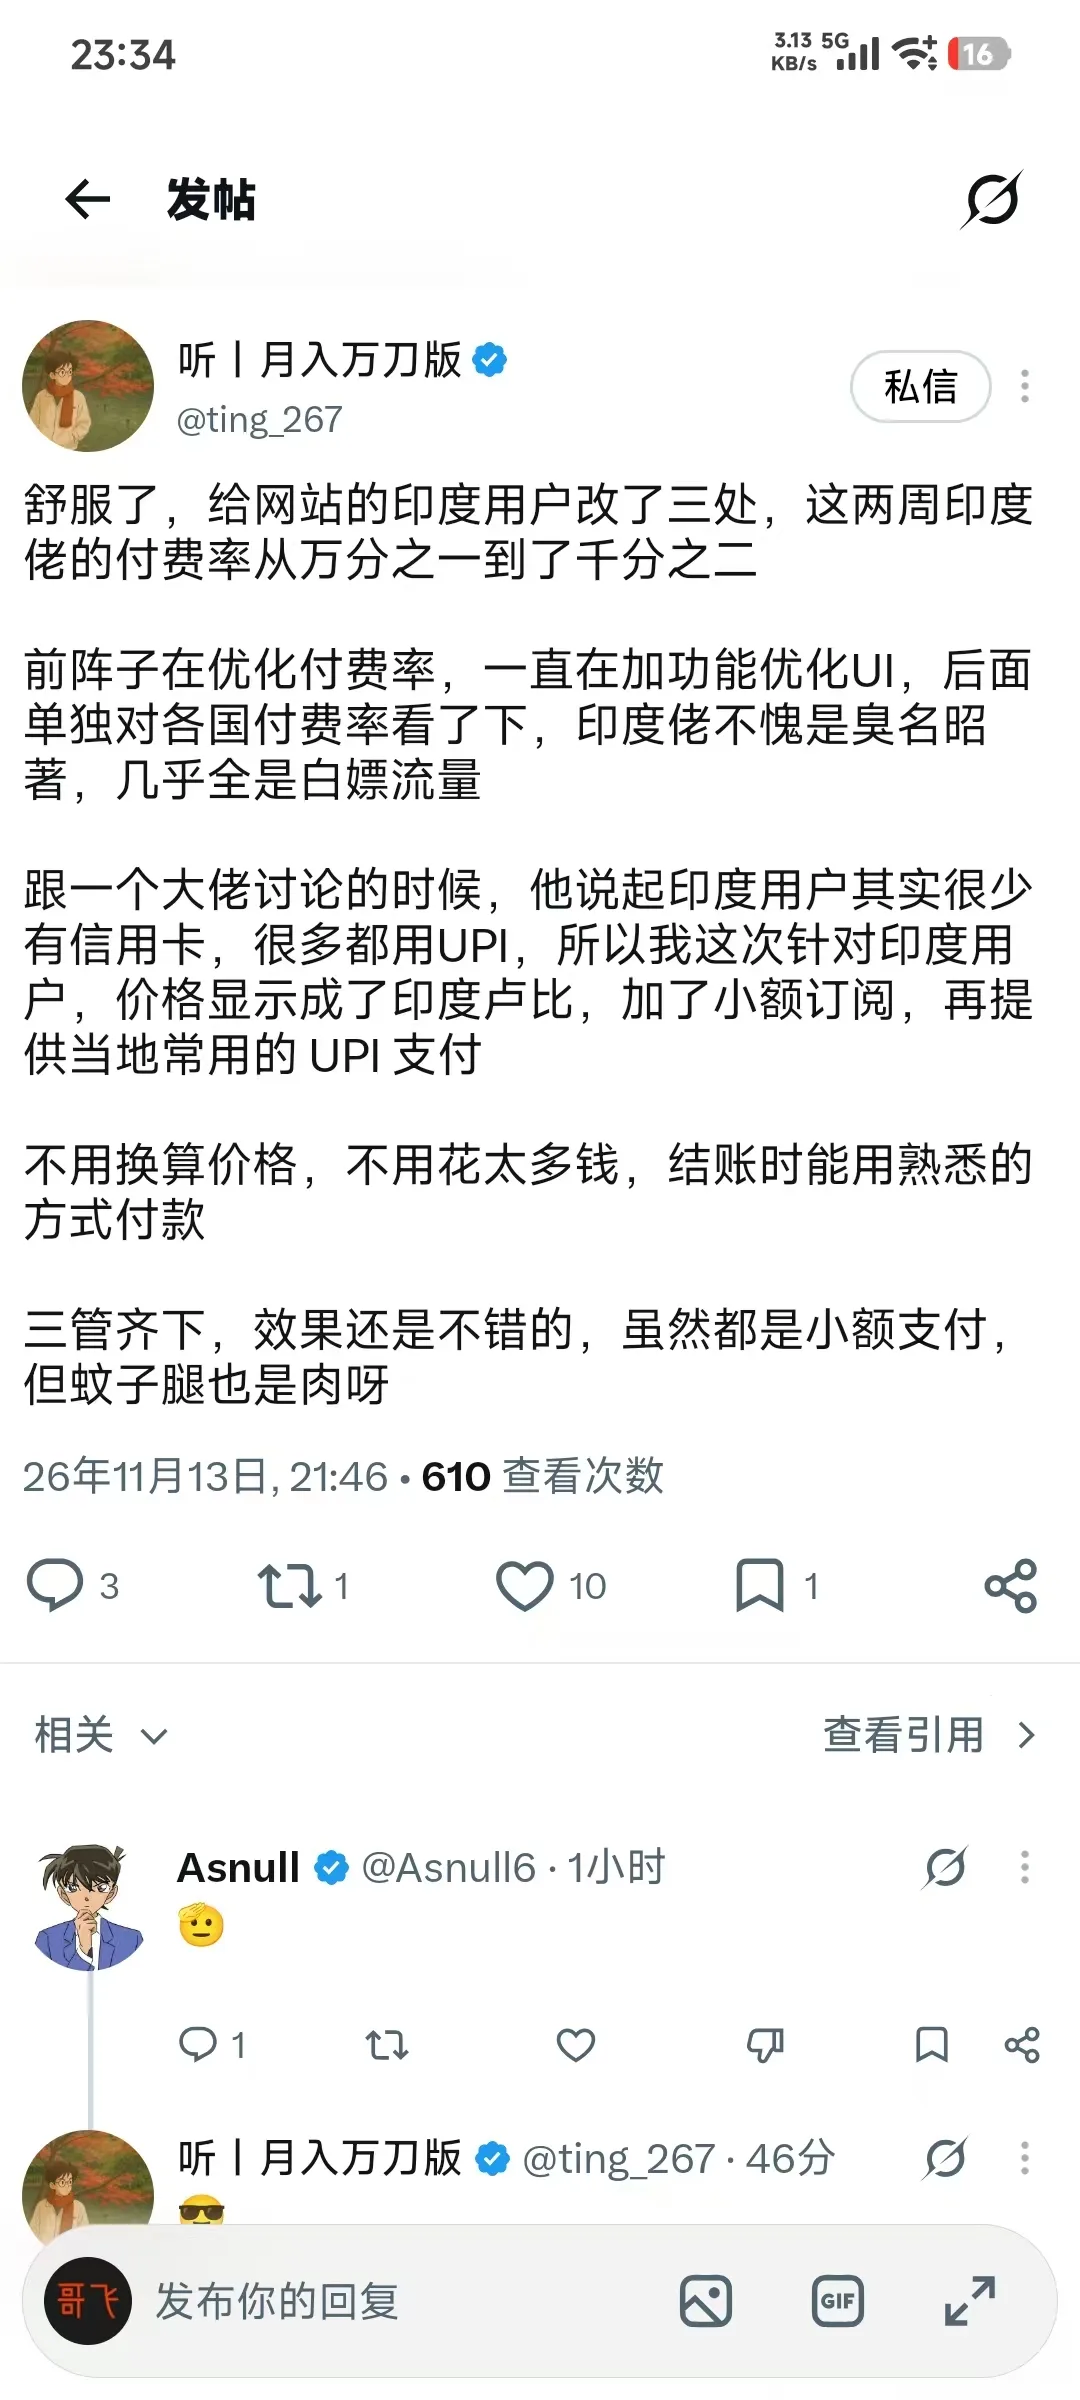 23:34
3.13 KB/s 5G 16
发帖
听丨月入万刀版
@ting_267
私信
舒服了，给网站的印度用户改了三处，这两周印度
佬的付费率从万分之一到了千分之二
前阵子在优化付费率，一直在加功能优化UI，后面
单独对各国付费率看了下，印度佬不愧是臭名昭
著，几乎全是白嫖流量
跟一个大佬讨论的时候，他说起印度用户其实很少
有信用卡，很多都用UPI，所以我这次针对印度用
户，价格显示成了印度卢比，加了小额订阅，再提
供当地常用的 UPI 支付
不用换算价格，不用花太多钱，结账时能用熟悉的
方式付款
三管齐下，效果还是不错的，虽然都是小额支付，
但蚊子腿也是肉呀
26年11月13日, 21:46 • 610 查看次数
3 1 10 1
相关 查看引用
Asnull @Asnull6 · 1小时
🫡
1
听丨月入万刀版 @ting_267 · 46分
😎
哥飞 发布你的回复 GIF